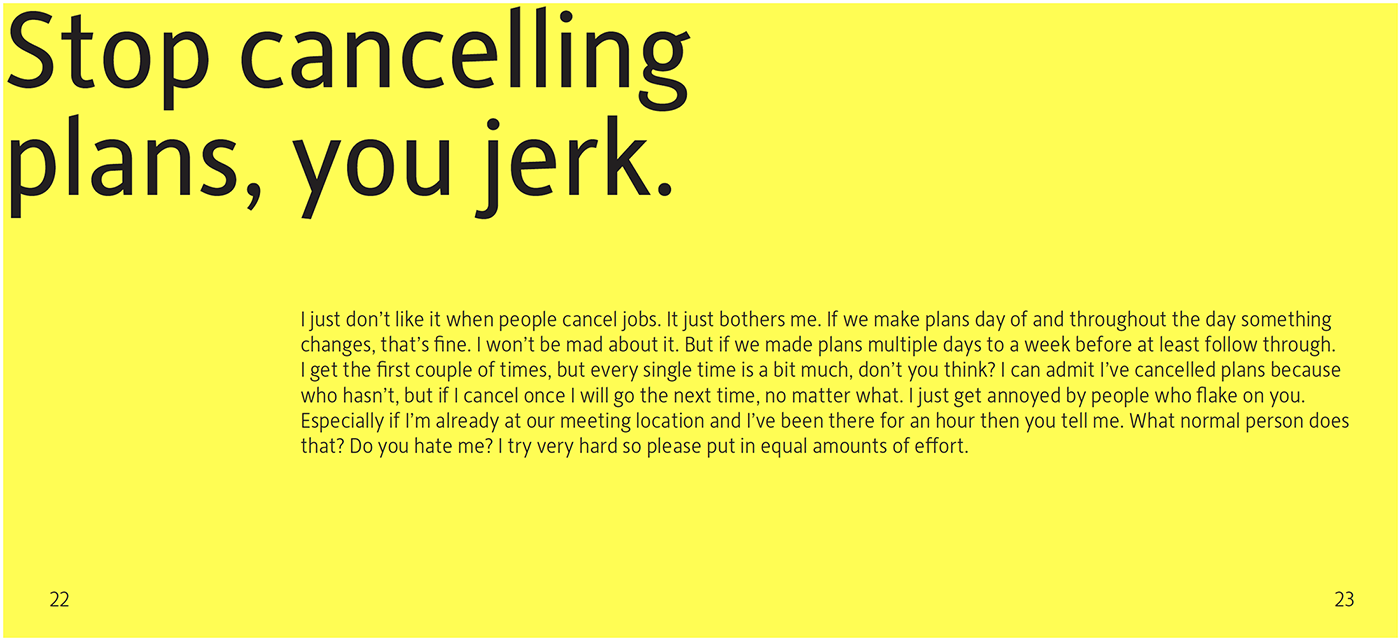 Stop cancelling
plans, you jerk.
I just don’t like it when people cancel jobs. It just bothers me. If we make plans day of and throughout the day something
changes, that’s fine. I won’t be mad about it. But if we made plans multiple days to a week before at least follow through.
I get the first couple of times, but every single time is a bit much, don’t you think? I can admit I’ve cancelled plans because
who hasn’t, but if I cancel once I will go the next time, no matter what. I just get annoyed by people who flake on you.
Especially if I’m already at our meeting location and I’ve been there for an hour then you tell me. What normal person does
that? Do you hate me? I try very hard so please put in equal amounts of effort.
22
23